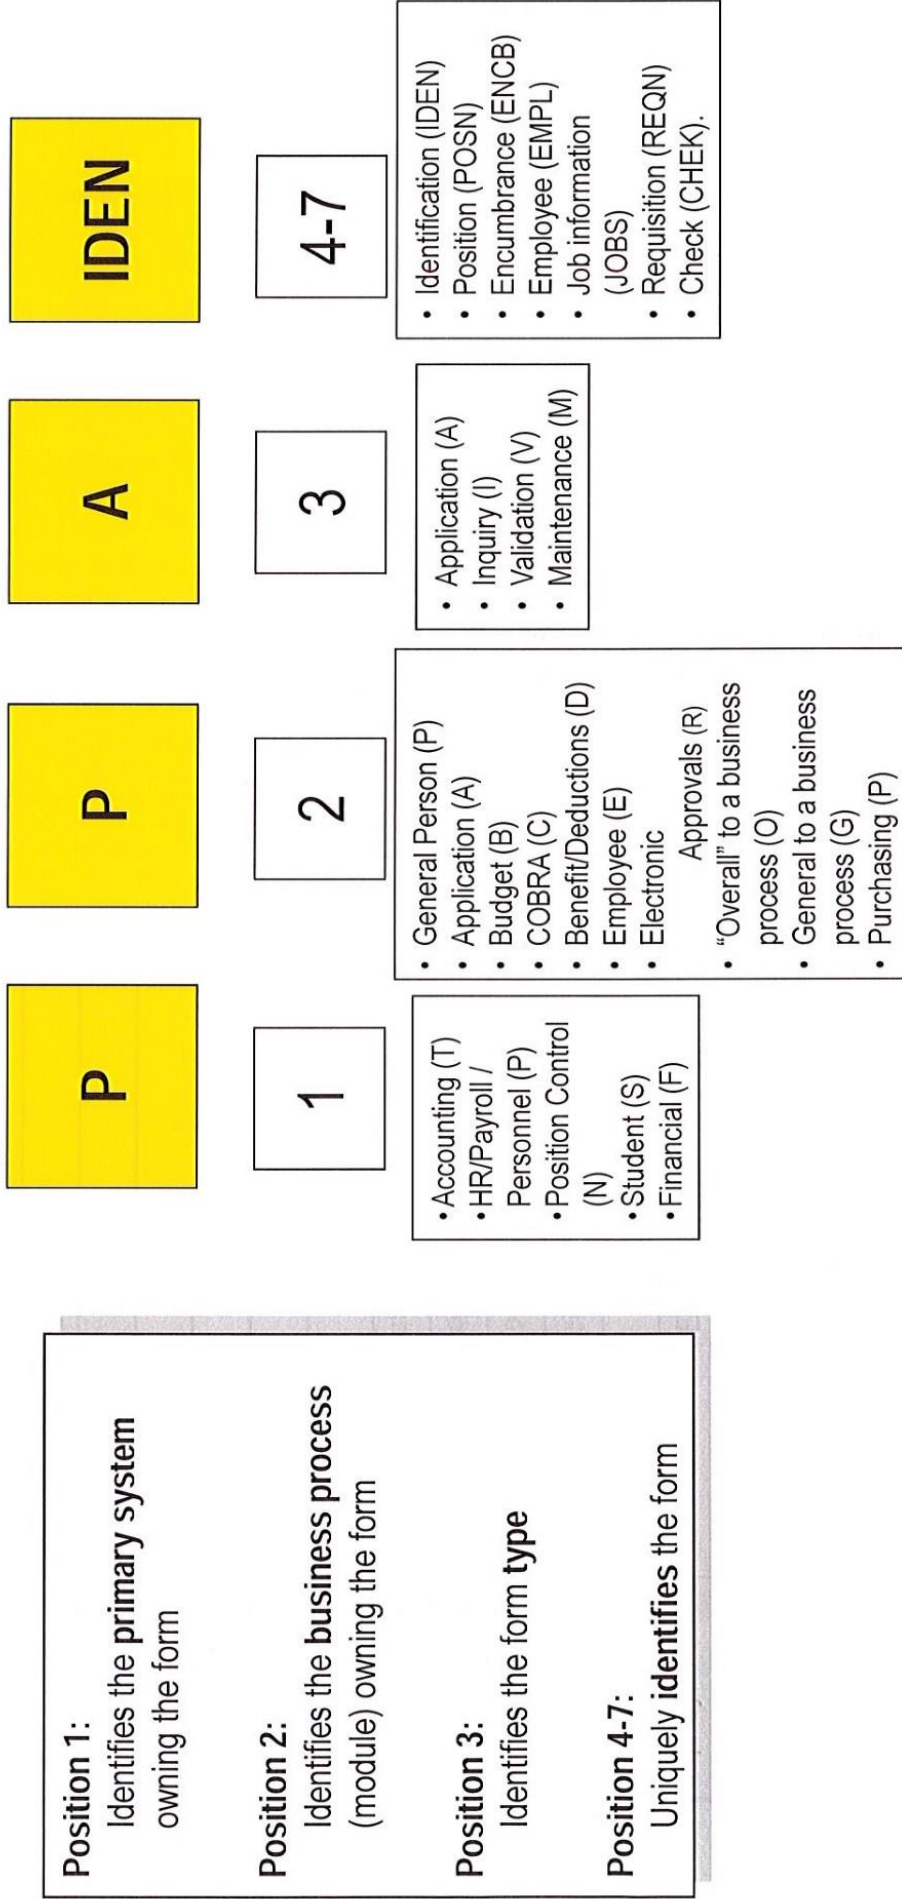 Position 1:
Identifies the primary system
owning the form
Position 2:
Identifies the business process
(module) owning the form
Position 3:
Identifies the form type
Position 4-7:
Uniquely identifies the form
P
P
A
IDEN
1
2
3
4-7
• Accounting (T)
• HR/Payroll /
Personnel (P)
• Position Control
(N)
• Student (S)
• Financial (F)
• General Person (P)
• Application (A)
• Budget (B)
• COBRA (C)
• Benefit/Deductions (D)
• Employee (E)
• Electronic
Approvals (R)
• “Overall” to a business
process (O)
• General to a business
process (G)
• Purchasing (P)
• Application (A)
• Inquiry (I)
• Validation (V)
• Maintenance (M)
• Identification (IDEN)
• Position (POSN)
• Encumbrance (ENCB)
• Employee (EMPL)
• Job information
(JOBS)
• Requisition (REQN)
• Check (CHEK).